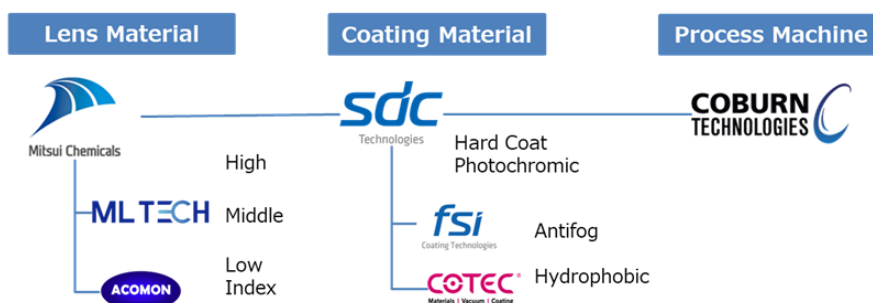 Lens Material
Coating Material
Process Machine
Mitsui Chemicals
High
MLTECH
Middle
ACOMON
Low
Index
sdc
Technologies
Hard Coat
Photochromic
fsi
Coating Technologies
Antifog
COTEC®
Materials | Vacuum | Coating
Hydrophobic
COBURN
TECHNOLOGIES